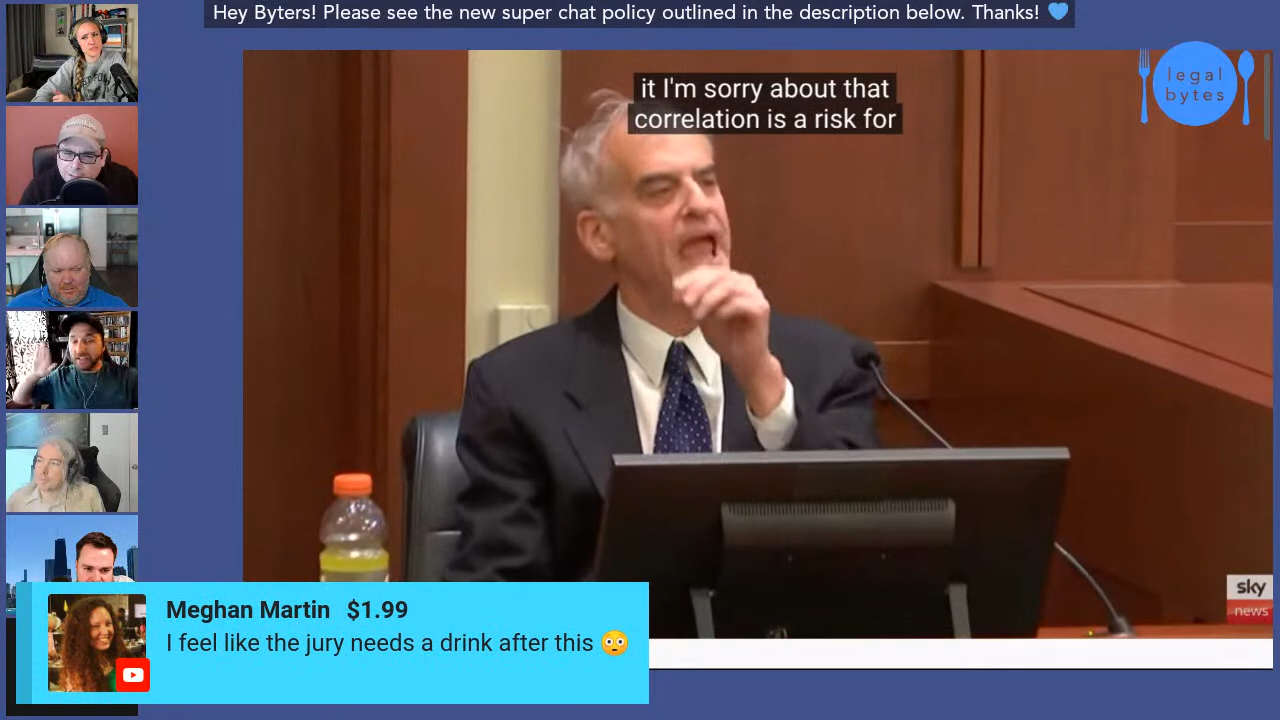 Hey Byters! Please see the new super chat policy outlined in the description below. Thanks! 💙
legal
bytes
it I'm sorry about that
correlation is a risk for
sky
news
Meghan Martin $1.99
I feel like the jury needs a drink after this 😳